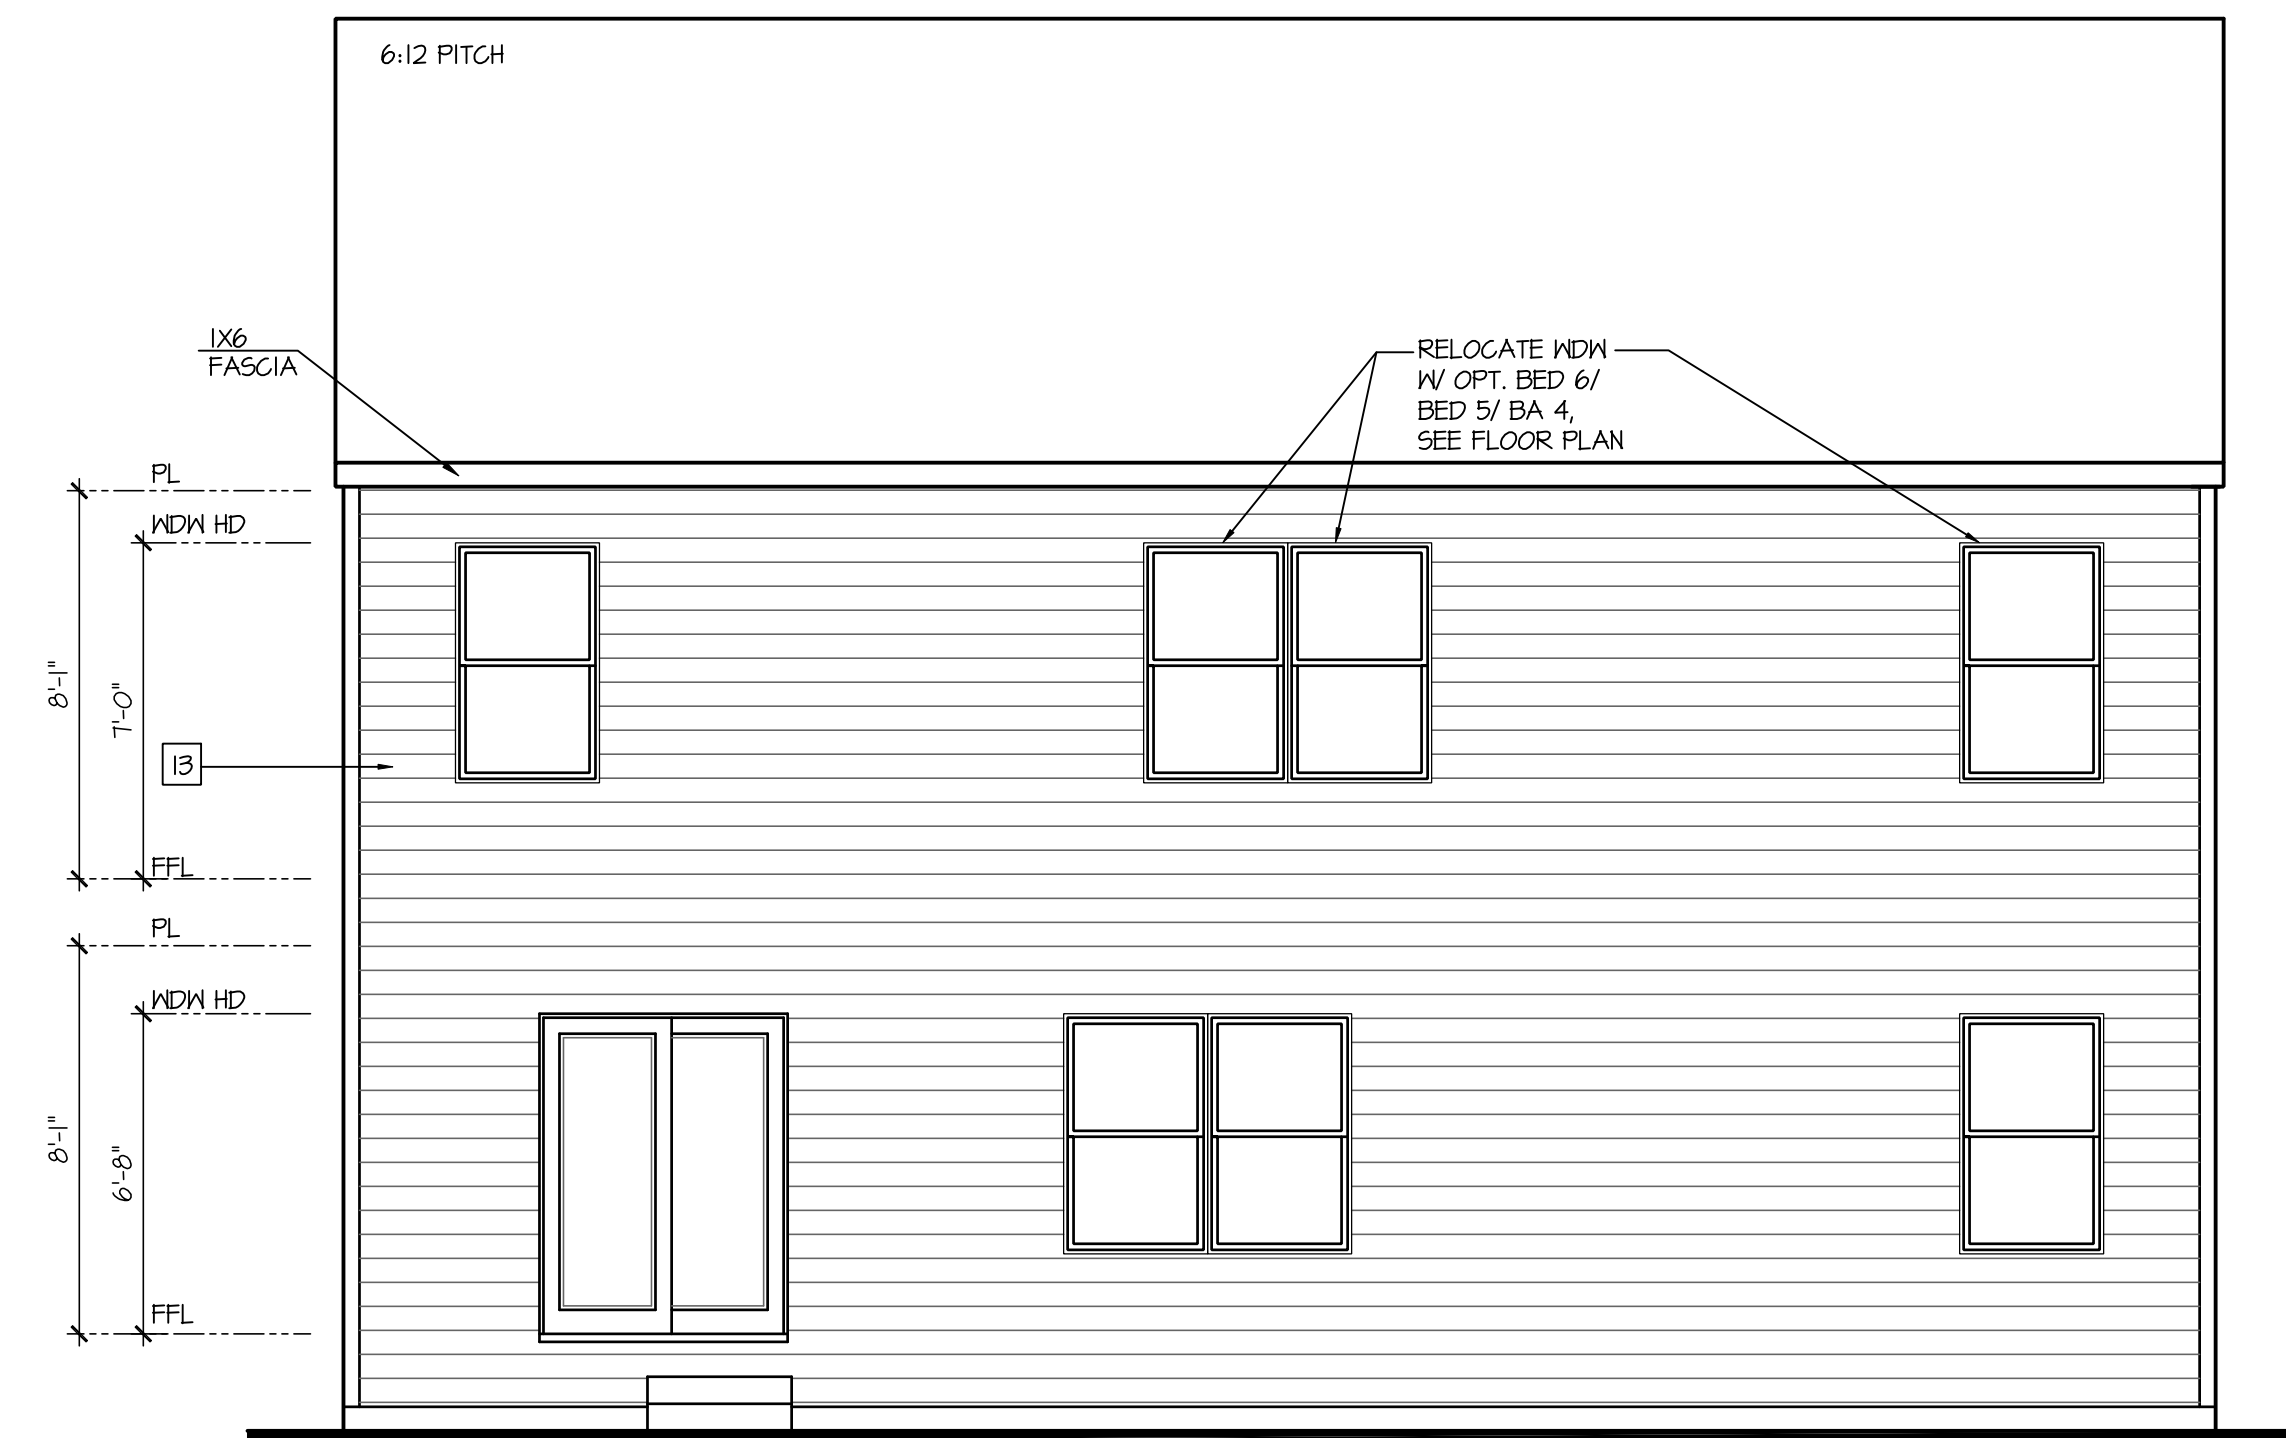 6:12 PITCH
1X6
FASCIA
RELOCATE WDW
W/ OPT. BED 6/
BED 5/ BA 4,
SEE FLOOR PLAN
PL
WDW HD
8'-1"
7'-0"
13
FFL
PL
WDW HD
8'-1"
6'-8"
FFL